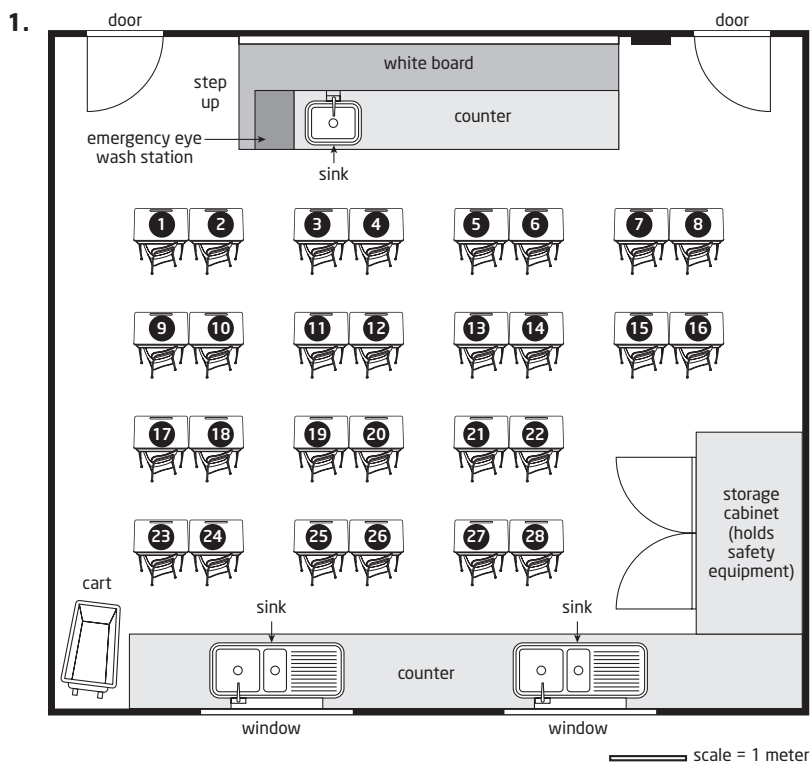 1.
door
door
white board
step
up
counter
emergency eye
wash station
sink
1 2 3 4 5 6 7 8
9 10 11 12 13 14 15 16
17 18 19 20 21 22
storage
cabinet
(holds
safety
equipment)
23 24 25 26 27 28
cart
sink
sink
counter
window
window
scale = 1 meter